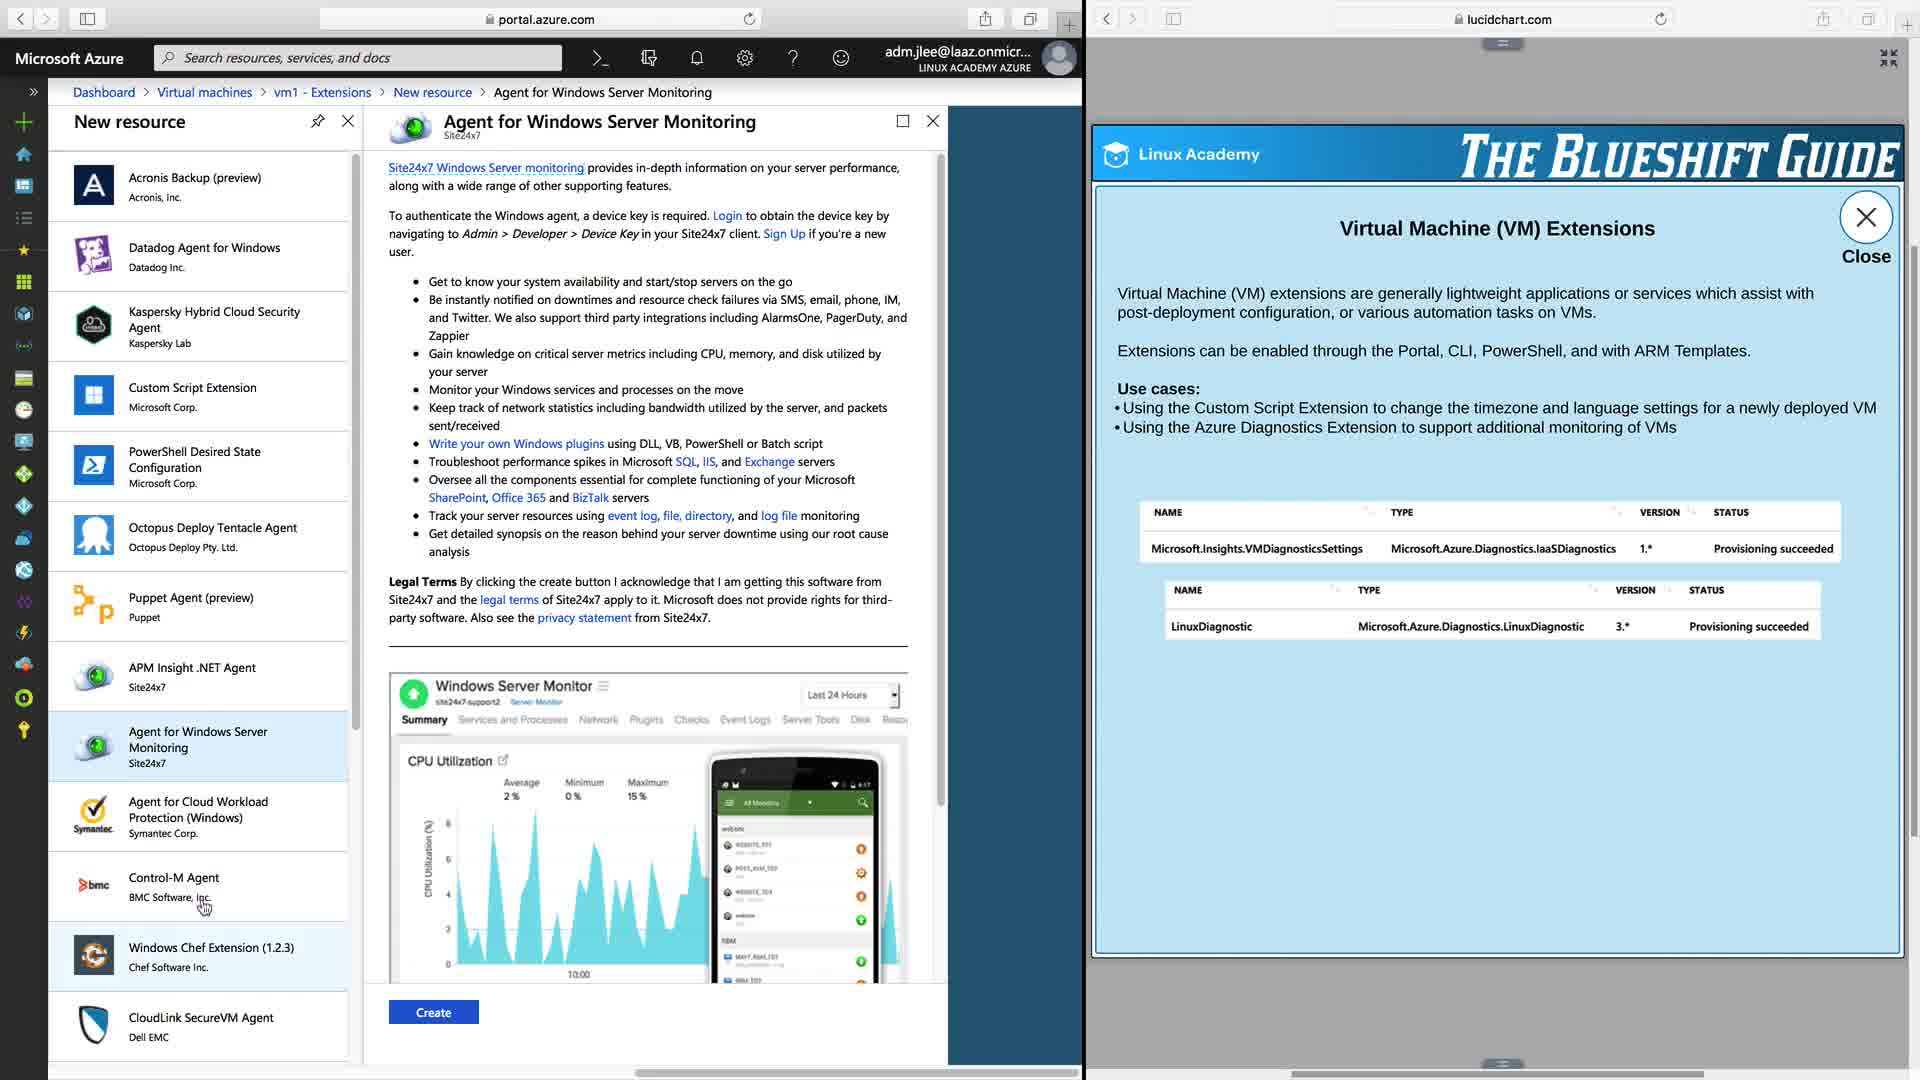 portal.azure.com
Microsoft Azure
Search resources, services, and docs
adm.jlee@laaz.onmicr...
LINUX ACADEMY AZURE
Dashboard > Virtual machines > vm1 - Extensions > New resource > Agent for Windows Server Monitoring
New resource
Acronis Backup (preview)
Acronis, Inc.
Datadog Agent for Windows
Datadog Inc.
Kaspersky Hybrid Cloud Security
Agent
Kaspersky Lab
Custom Script Extension
Microsoft Corp.
PowerShell Desired State
Configuration
Microsoft Corp.
Octopus Deploy Tentacle Agent
Octopus Deploy Pty. Ltd.
Puppet Agent (preview)
Puppet
APM Insight .NET Agent
Site24x7
Agent for Windows Server
Monitoring
Site24x7
Agent for Cloud Workload
Protection (Windows)
Symantec Corp.
Symantec.
Control-M Agent
BMC Software, Inc.
bmc
Windows Chef Extension (1.2.3)
Chef Software Inc.
CloudLink SecureVM Agent
Dell EMC
Agent for Windows Server Monitoring
Site24x7
Site24x7 Windows Server monitoring provides in-depth information on your server performance,
along with a wide range of other supporting features.
To authenticate the Windows agent, a device key is required. Login to obtain the device key by
navigating to Admin > Developer > Device Key in your Site24x7 client. Sign Up if you're a new
user.
• Get to know your system availability and start/stop servers on the go
• Be instantly notified on downtimes and resource check failures via SMS, email, phone, IM,
and Twitter. We also support third party integrations including AlarmsOne, PagerDuty, and
Zappier
• Gain knowledge on critical server metrics including CPU, memory, and disk utilized by
your server
• Monitor your Windows services and processes on the move
• Keep track of network statistics including bandwidth utilized by the server, and packets
sent/received
• Write your own Windows plugins using DLL, VB, PowerShell or Batch script
• Troubleshoot performance spikes in Microsoft SQL, IIS, and Exchange servers
• Oversee all the components essential for complete functioning of your Microsoft
SharePoint, Office 365 and BizTalk servers
• Track your server resources using event log, file, directory, and log file monitoring
• Get detailed synopsis on the reason behind your server downtime using our root cause
analysis
Legal Terms By clicking the create button I acknowledge that I am getting this software from
Site24x7 and the legal terms of Site24x7 apply to it. Microsoft does not provide rights for third-
party software. Also see the privacy statement from Site24x7.
Windows Server Monitor
site24x7-support2 Server Monitor
Last 24 Hours
Summary Services and Processes Network Plugins Checks Event Logs Server Tools Disk
CPU Utilization
Average Minimum Maximum
2 % 0 % 15 %
CPU Utilization (%)
8
6
4
2
0
10:00
All Monitors
website
WEBSITE_TD1
website
Create
lucidchart.com
Linux Academy
THE BLUESHIFT GUIDE
Close
Virtual Machine (VM) Extensions
Virtual Machine (VM) extensions are generally lightweight applications or services which assist with
post-deployment configuration, or various automation tasks on VMs.
Extensions can be enabled through the Portal, CLI, PowerShell, and with ARM Templates.
Use cases:
• Using the Custom Script Extension to change the timezone and language settings for a newly deployed VM
• Using the Azure Diagnostics Extension to support additional monitoring of VMs
NAME TYPE VERSION STATUS
Microsoft.Insights.VMDiagnosticsSettings Microsoft.Azure.Diagnostics.IaaSDiagnostics 1.* Provisioning succeeded
NAME TYPE VERSION STATUS
LinuxDiagnostic Microsoft.Azure.Diagnostics.LinuxDiagnostic 3.* Provisioning succeeded